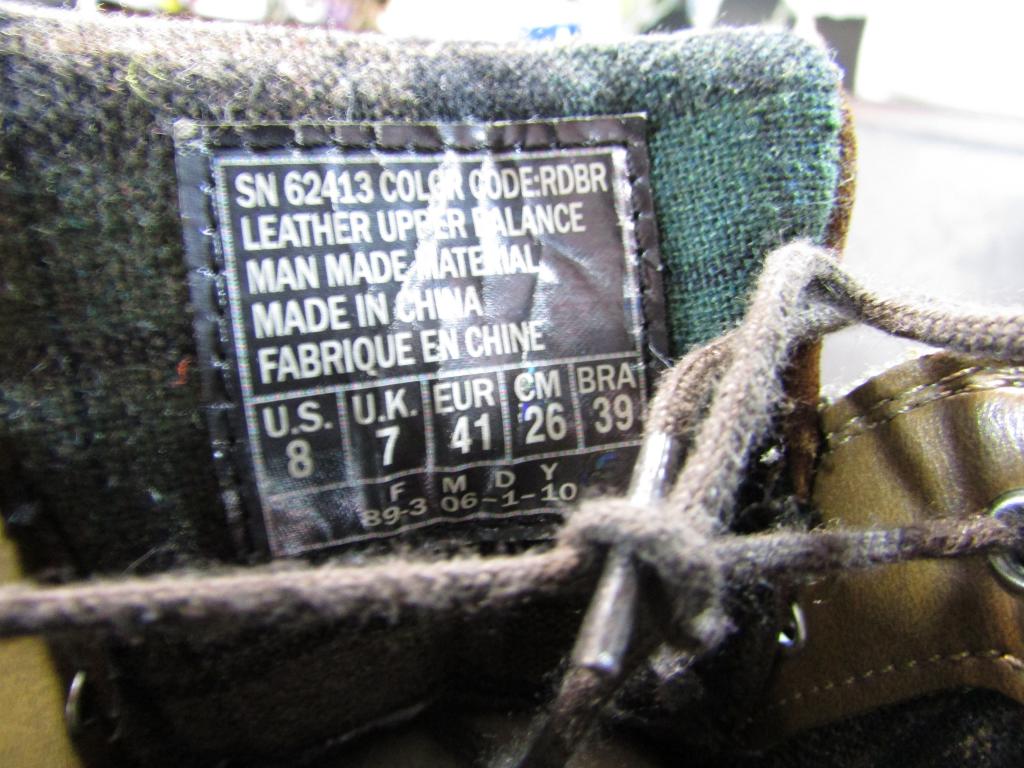 SN 62413 COLOR CODE:RDBR
LEATHER UPPER BALANCE
MAN MADE MATERIAL
MADE IN CHINA
FABRIQUE EN CHINE
U.S. U.K. EUR CM BRA
8 7 41 26 39
F M D Y
89-3 06-1-10